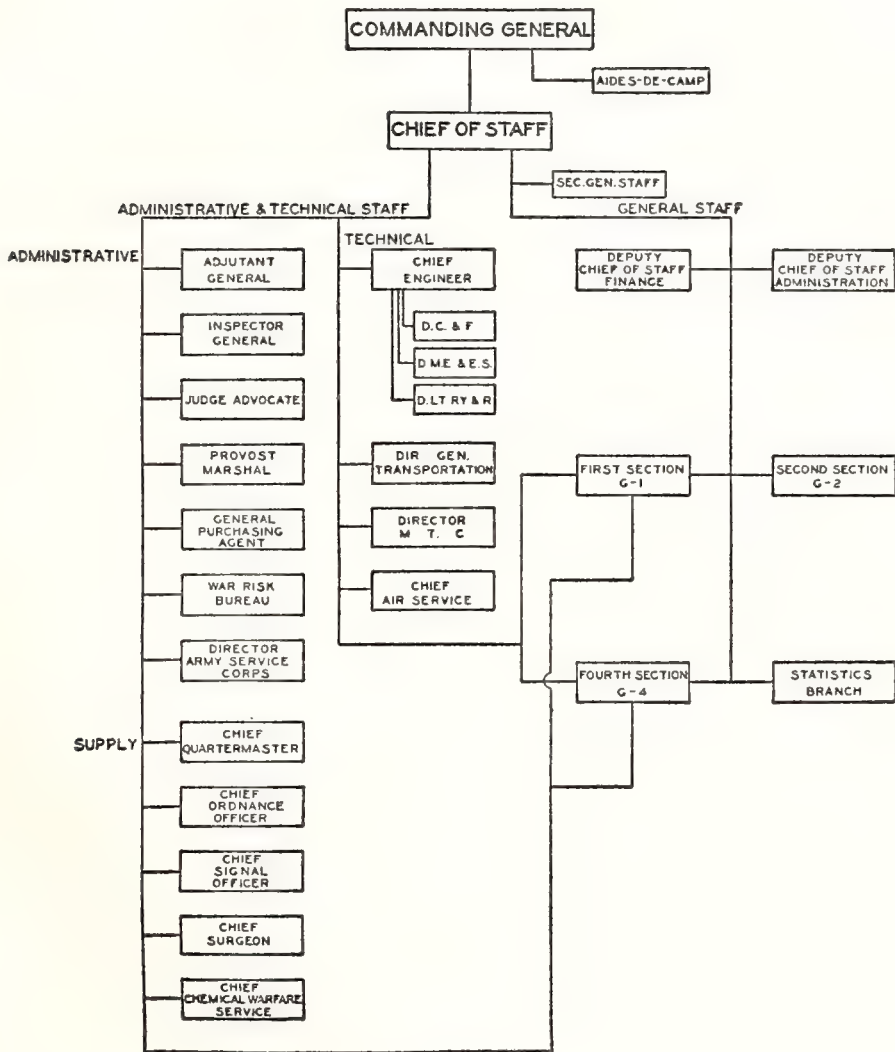 COMMANDING GENERAL
AIDES-DE-CAMP
CHIEF OF STAFF
SEC. GEN. STAFF
ADMINISTRATIVE & TECHNICAL STAFF
GENERAL STAFF
ADMINISTRATIVE
TECHNICAL
ADJUTANT
GENERAL
INSPECTOR
GENERAL
JUDGE ADVOCATE
PROVOST
MARSHAL
GENERAL
PURCHASING
AGENT
WAR RISK
BUREAU
DIRECTOR
ARMY SERVICE
CORPS
SUPPLY
CHIEF
QUARTERMASTER
CHIEF
ORDNANCE
OFFICER
CHIEF
SIGNAL
OFFICER
CHIEF
SURGEON
CHIEF
CHEMICAL WARFARE
SERVICE
CHIEF
ENGINEER
D.C. & F
D.M.E & E.S.
D.LT RY & R
DIR GEN.
TRANSPORTATION
DIRECTOR
M T. C
CHIEF
AIR SERVICE
DEPUTY
CHIEF OF STAFF
FINANCE
DEPUTY
CHIEF OF STAFF
ADMINISTRATION
FIRST SECTION
G-1
SECOND SECTION
G-2
FOURTH SECTION
G-4
STATISTICS
BRANCH